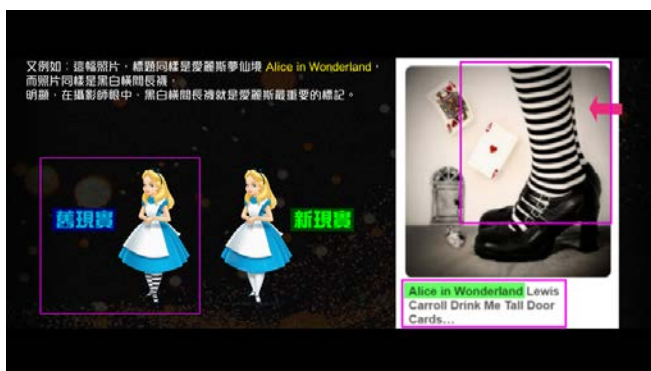 又例如：這幅照片，標題同樣是愛麗斯夢仙境 Alice in Wonderland，
而照片同樣是黑白橫間長襪，
明顯，在攝影師眼中，黑白橫間長襪就是愛麗斯最重要的標記。
舊現實
新現實
Alice in Wonderland Lewis
Carroll Drink Me Tall Door
Cards...